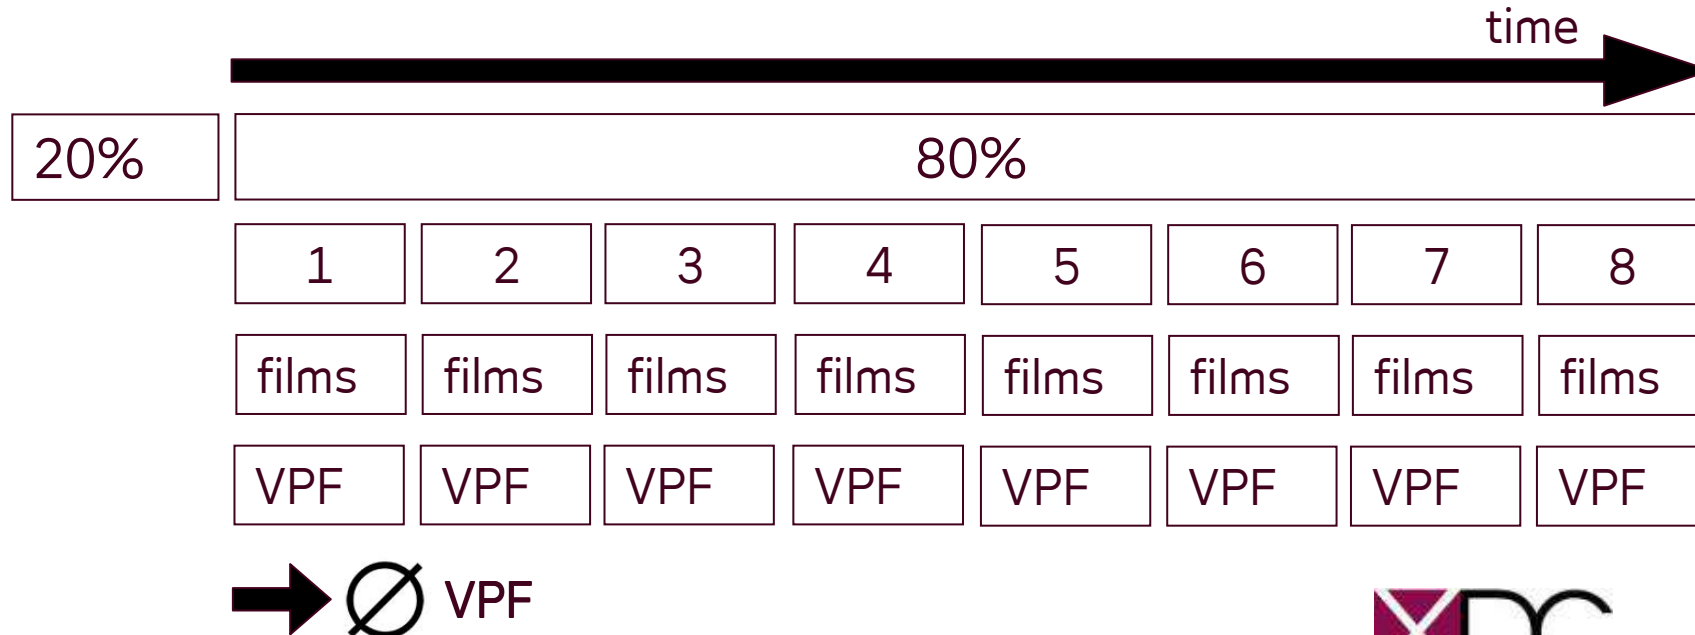 time
20% 80%
1 2 3 4 5 6 7 8
films films films films films films films films
VPF VPF VPF VPF VPF VPF VPF VPF
Ø VPF